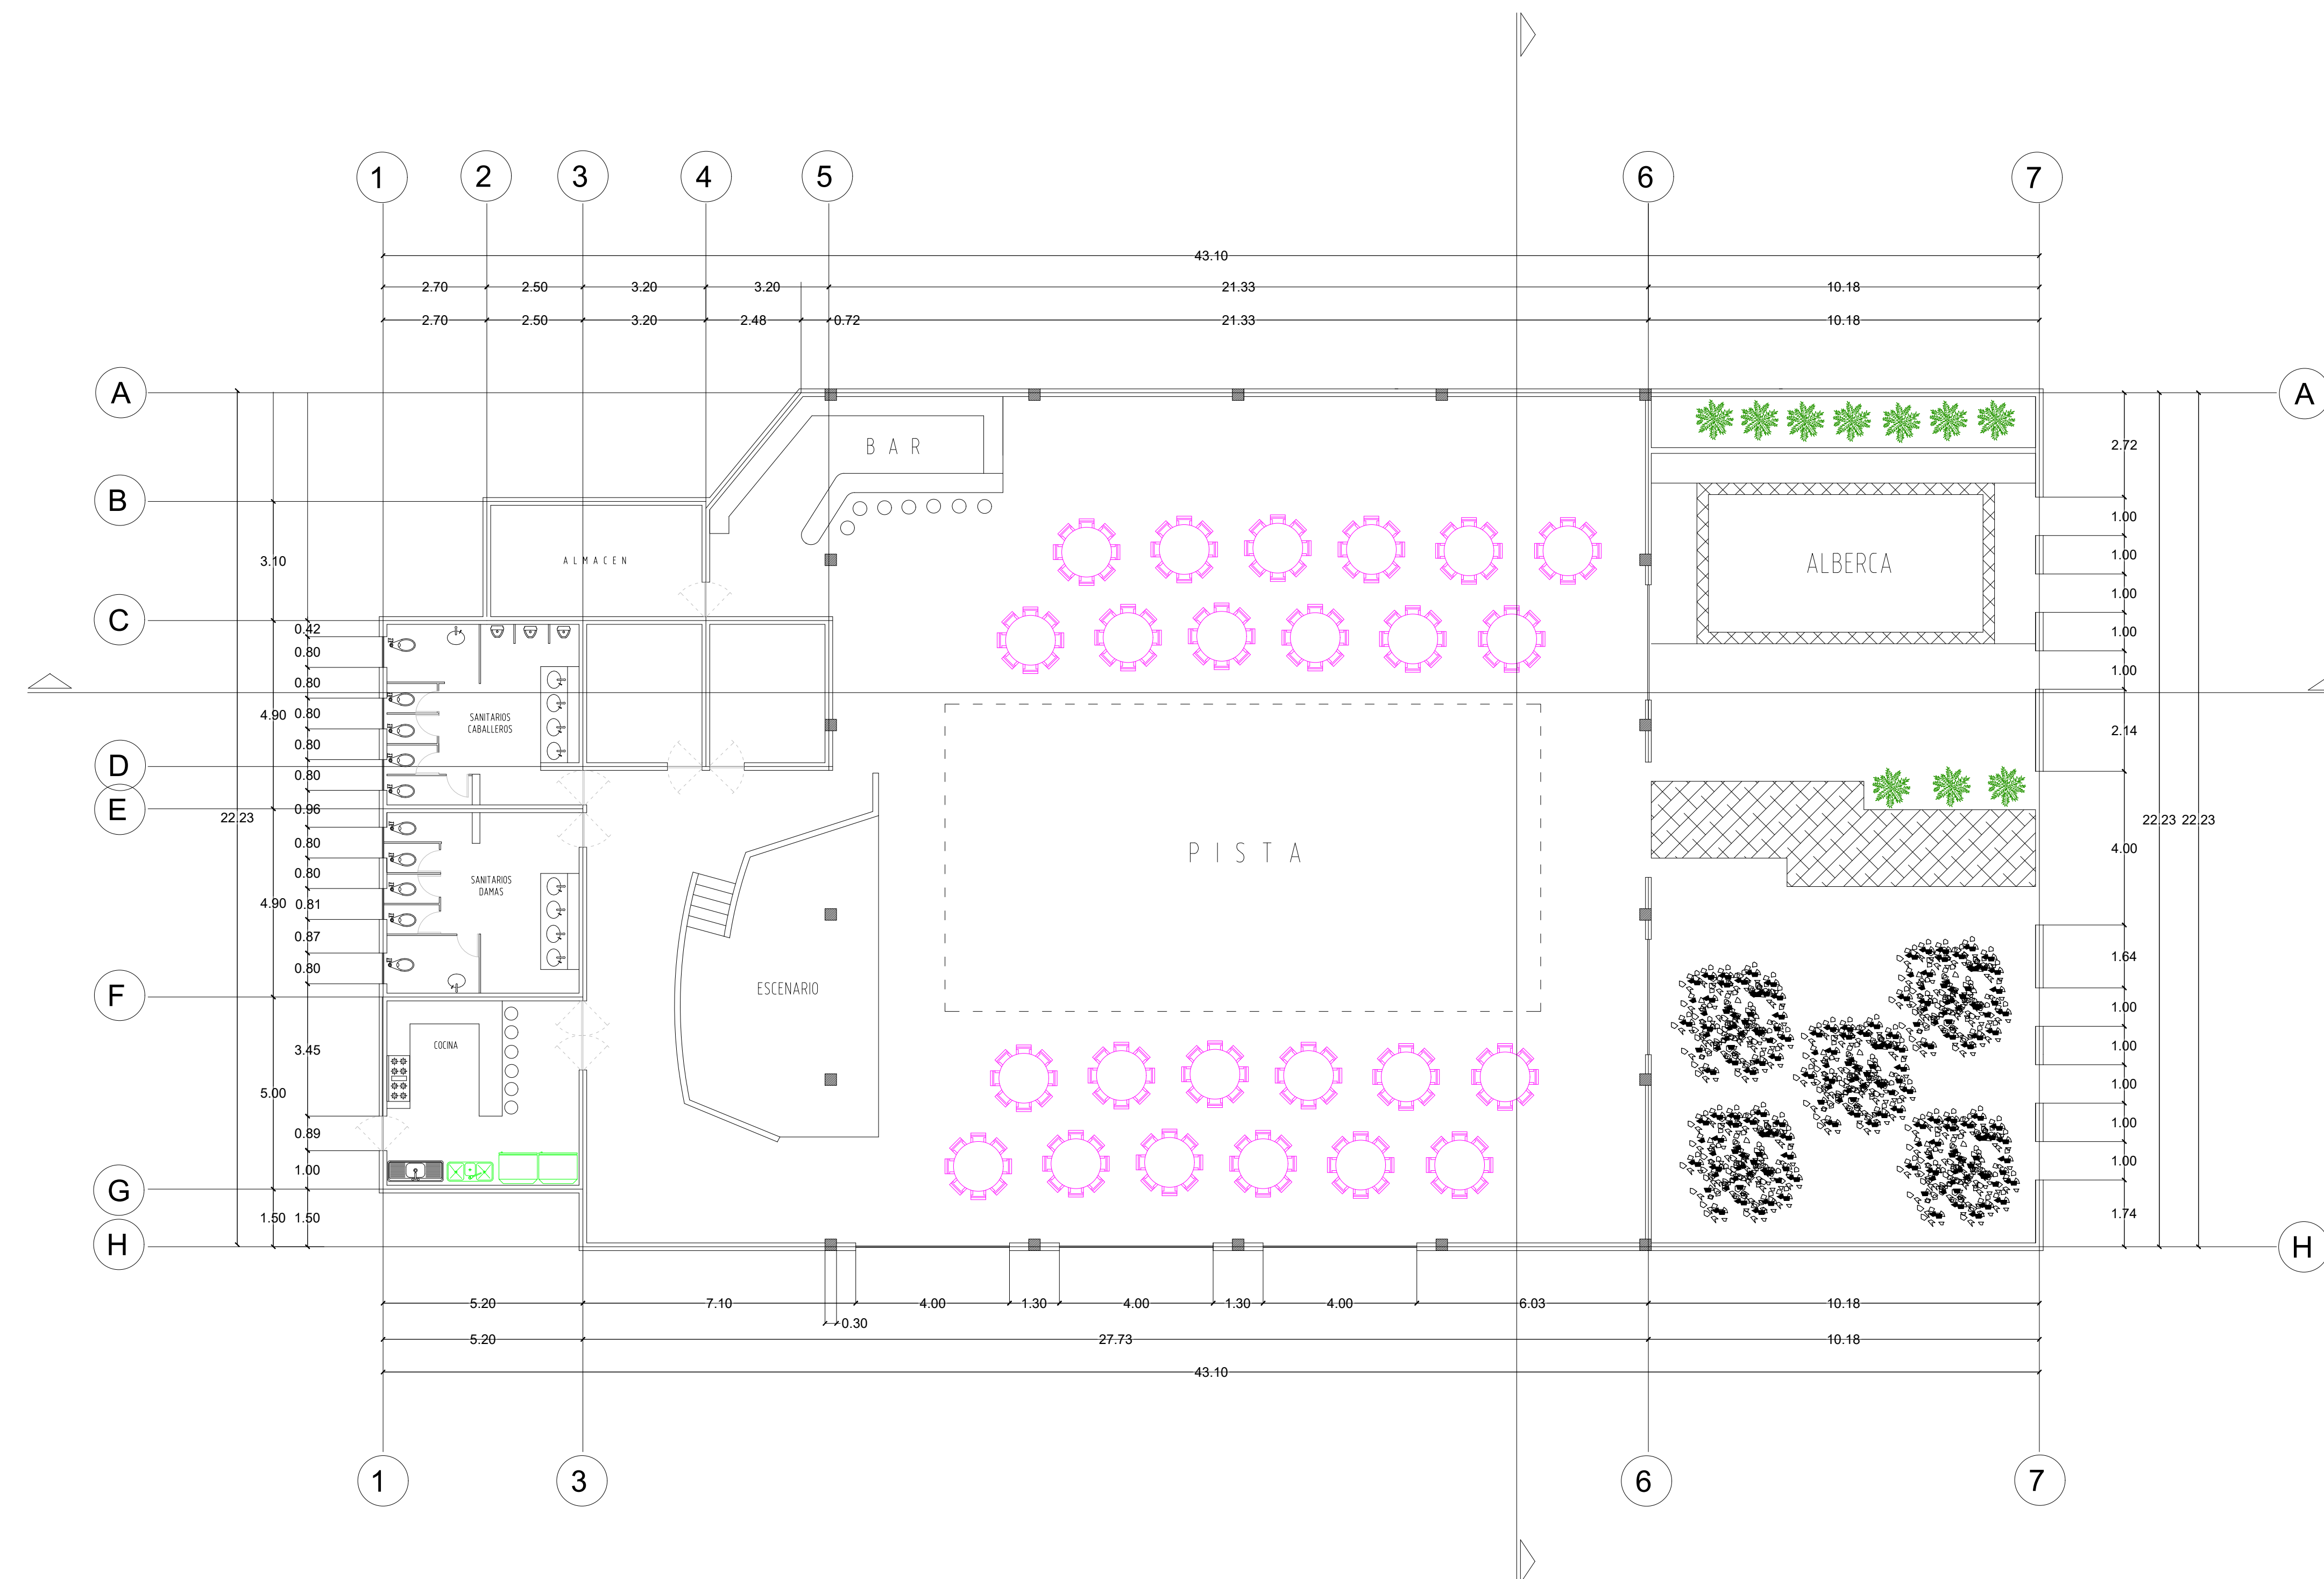 1 2 3 4 5 6 7
43.10
2.70 2.50 3.20 3.20 21.33 10.18
2.70 2.50 3.20 2.48 0.72 21.33 10.18
A A
B A R
2.72
B
1.00
ALMACEN
3.10
1.00
ALBERCA
1.00
C
0.42
1.00
0.80
1.00
0.80
4.90 0.80
SANITARIOS
CABALLEROS
2.14
0.80
D
0.80
E
0.96
22.23
22.23 22.23
0.80
4.00
P I S T A
0.80
SANITARIOS
DAMAS
4.90 0.81
0.87
1.64
0.80
ESCENARIO
F
1.00
3.45
COCINA
1.00
5.00
1.00
0.89
1.00
1.00
1.00
G
1.50 1.50
1.74
H H
5.20 7.10 4.00 1.30 4.00 1.30 4.00 6.03 10.18
0.30
5.20 27.73 10.18
43.10
1 3 6 7